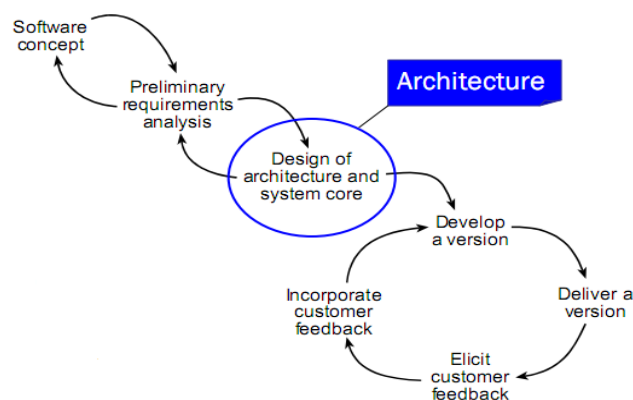 Software
concept
Preliminary
requirements
analysis
Architecture
Design of
architecture and
system core
Develop
a version
Incorporate
customer
feedback
Deliver a
version
Elicit
customer
feedback